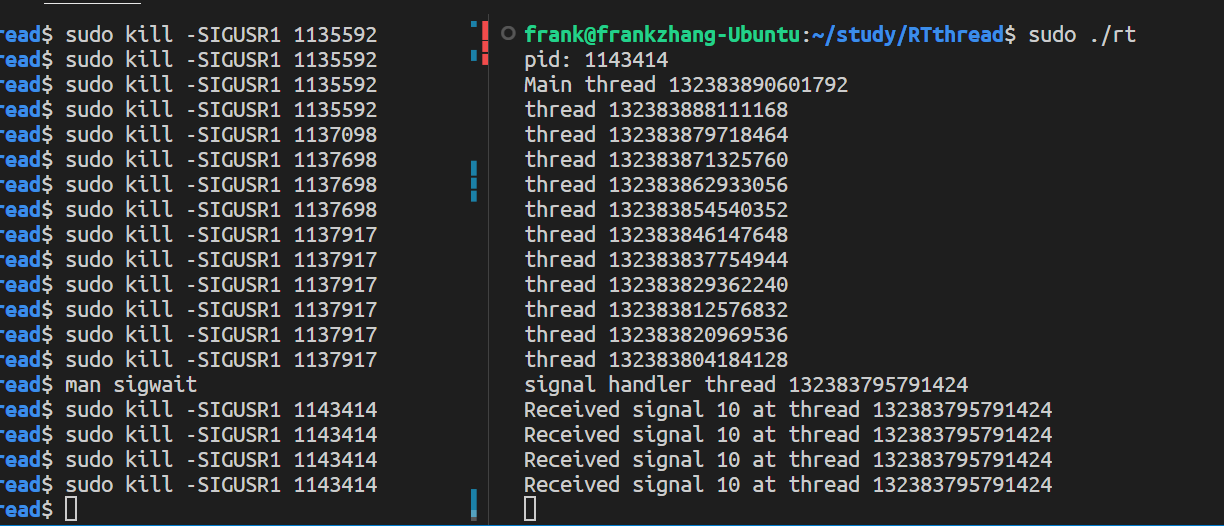 read$ sudo kill -SIGUSR1 1135592
read$ sudo kill -SIGUSR1 1135592
read$ sudo kill -SIGUSR1 1135592
read$ sudo kill -SIGUSR1 1135592
read$ sudo kill -SIGUSR1 1137098
read$ sudo kill -SIGUSR1 1137698
read$ sudo kill -SIGUSR1 1137698
read$ sudo kill -SIGUSR1 1137698
read$ sudo kill -SIGUSR1 1137917
read$ sudo kill -SIGUSR1 1137917
read$ sudo kill -SIGUSR1 1137917
read$ sudo kill -SIGUSR1 1137917
read$ sudo kill -SIGUSR1 1137917
read$ sudo kill -SIGUSR1 1137917
read$ man sigwait
read$ sudo kill -SIGUSR1 1143414
read$ sudo kill -SIGUSR1 1143414
read$ sudo kill -SIGUSR1 1143414
read$ sudo kill -SIGUSR1 1143414
read$
frank@frankzhang-Ubuntu:~/study/RTthread$ sudo ./rt
pid: 1143414
Main thread 132383890601792
thread 132383888111168
thread 132383879718464
thread 132383871325760
thread 132383862933056
thread 132383854540352
thread 132383846147648
thread 132383837754944
thread 132383829362240
thread 132383812576832
thread 132383820969536
thread 132383804184128
signal handler thread 132383795791424
Received signal 10 at thread 132383795791424
Received signal 10 at thread 132383795791424
Received signal 10 at thread 132383795791424
Received signal 10 at thread 132383795791424